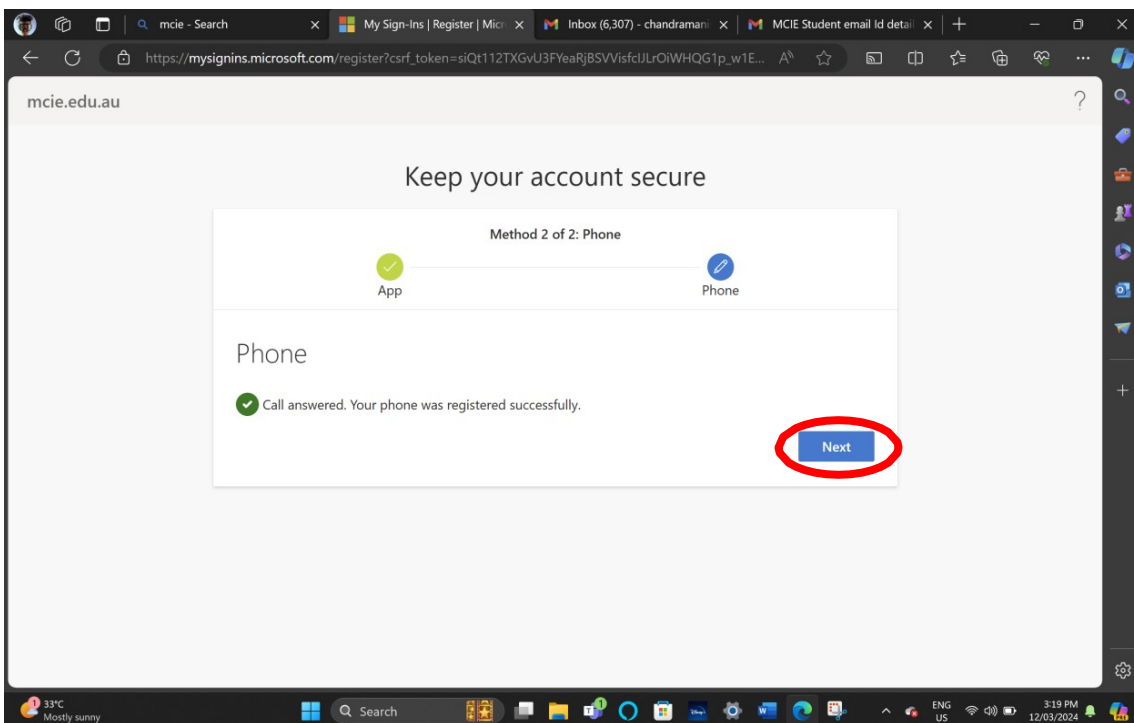 mcie - Search
My Sign-Ins | Register | Micr
Inbox (6,307) - chandramani
MCIE Student email Id detail
https://mysignins.microsoft.com/register?csrf_token=siQt112TXGvU3FYeaRjBSVVisfcIJLrOiWHQG1p_w1E...
mcie.edu.au
?
Keep your account secure
Method 2 of 2: Phone
App
Phone
Phone
Call answered. Your phone was registered successfully.
Next
33°C
Mostly sunny
Search
ENG
US
3:19 PM
12/03/2024